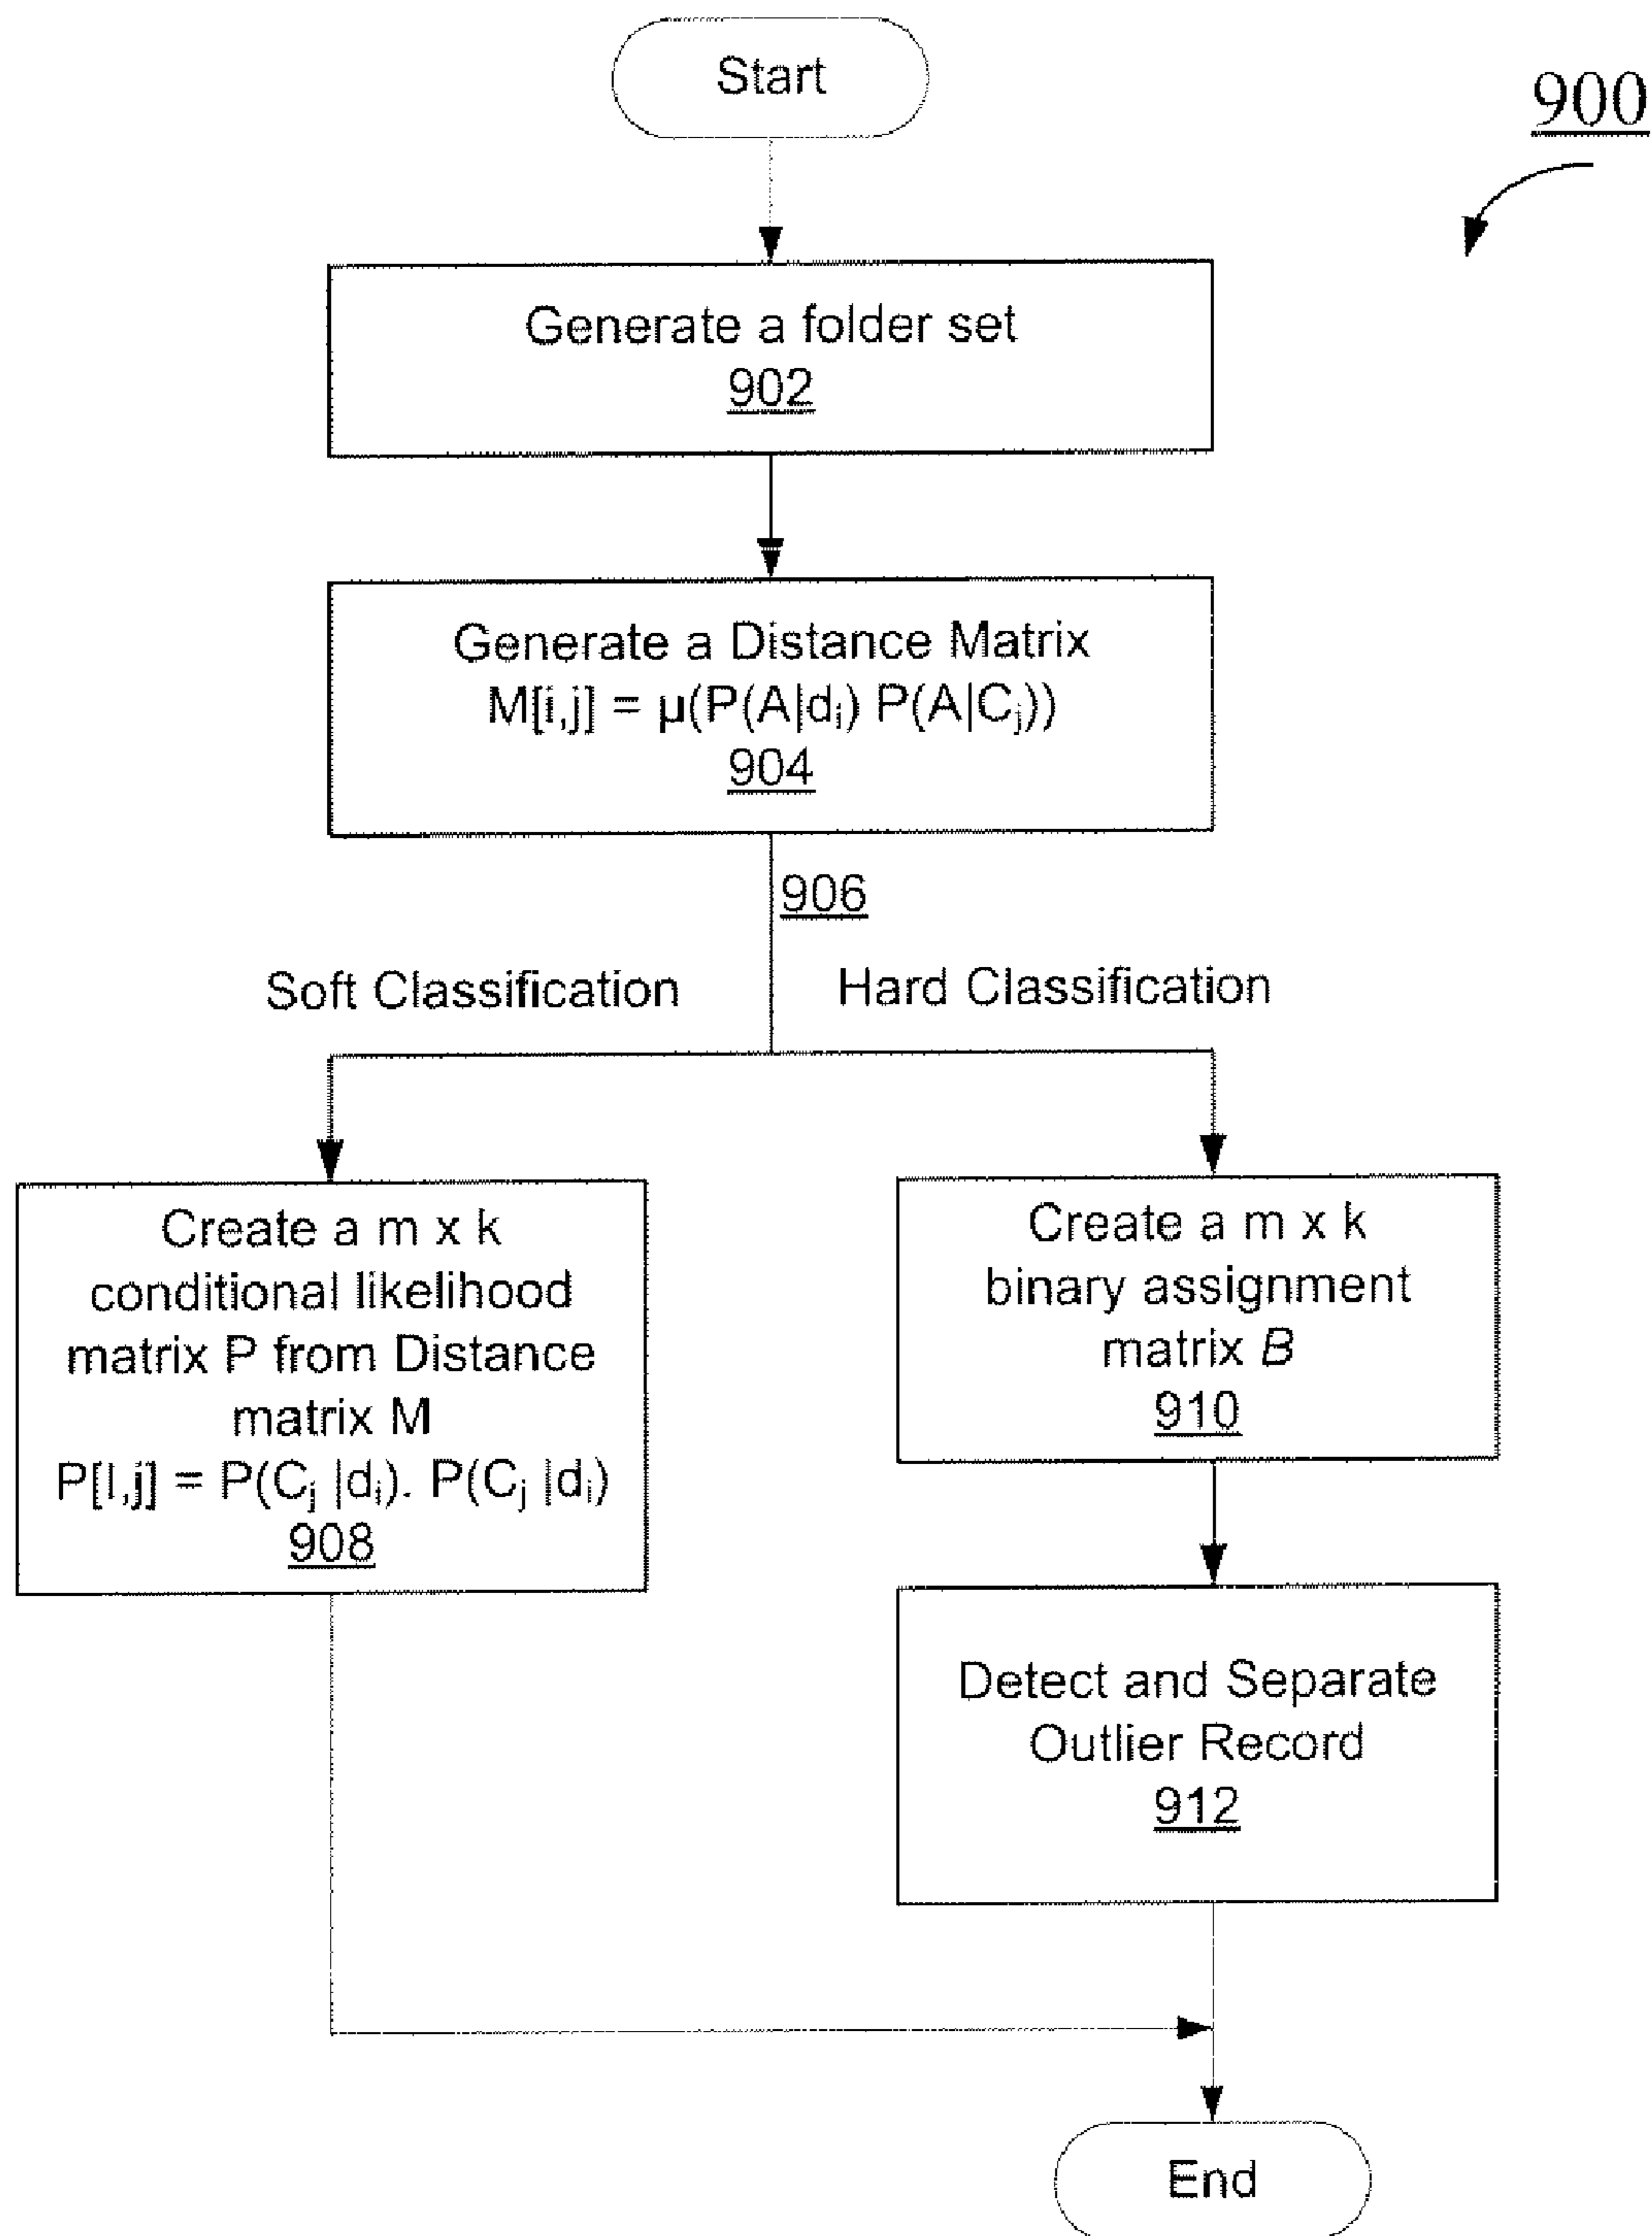 Start
900
Generate a folder set
902
Generate a Distance Matrix
M[i,j] = µ(P(A|dᵢ) P(A|Cⱼ))
904
906
Soft Classification
Hard Classification
Create a m x k
conditional likelihood
matrix P from Distance
matrix M
P[I,j] = P(Cⱼ |dᵢ). P(Cⱼ |dᵢ)
908
Create a m x k
binary assignment
matrix B
910
Detect and Separate
Outlier Record
912
End